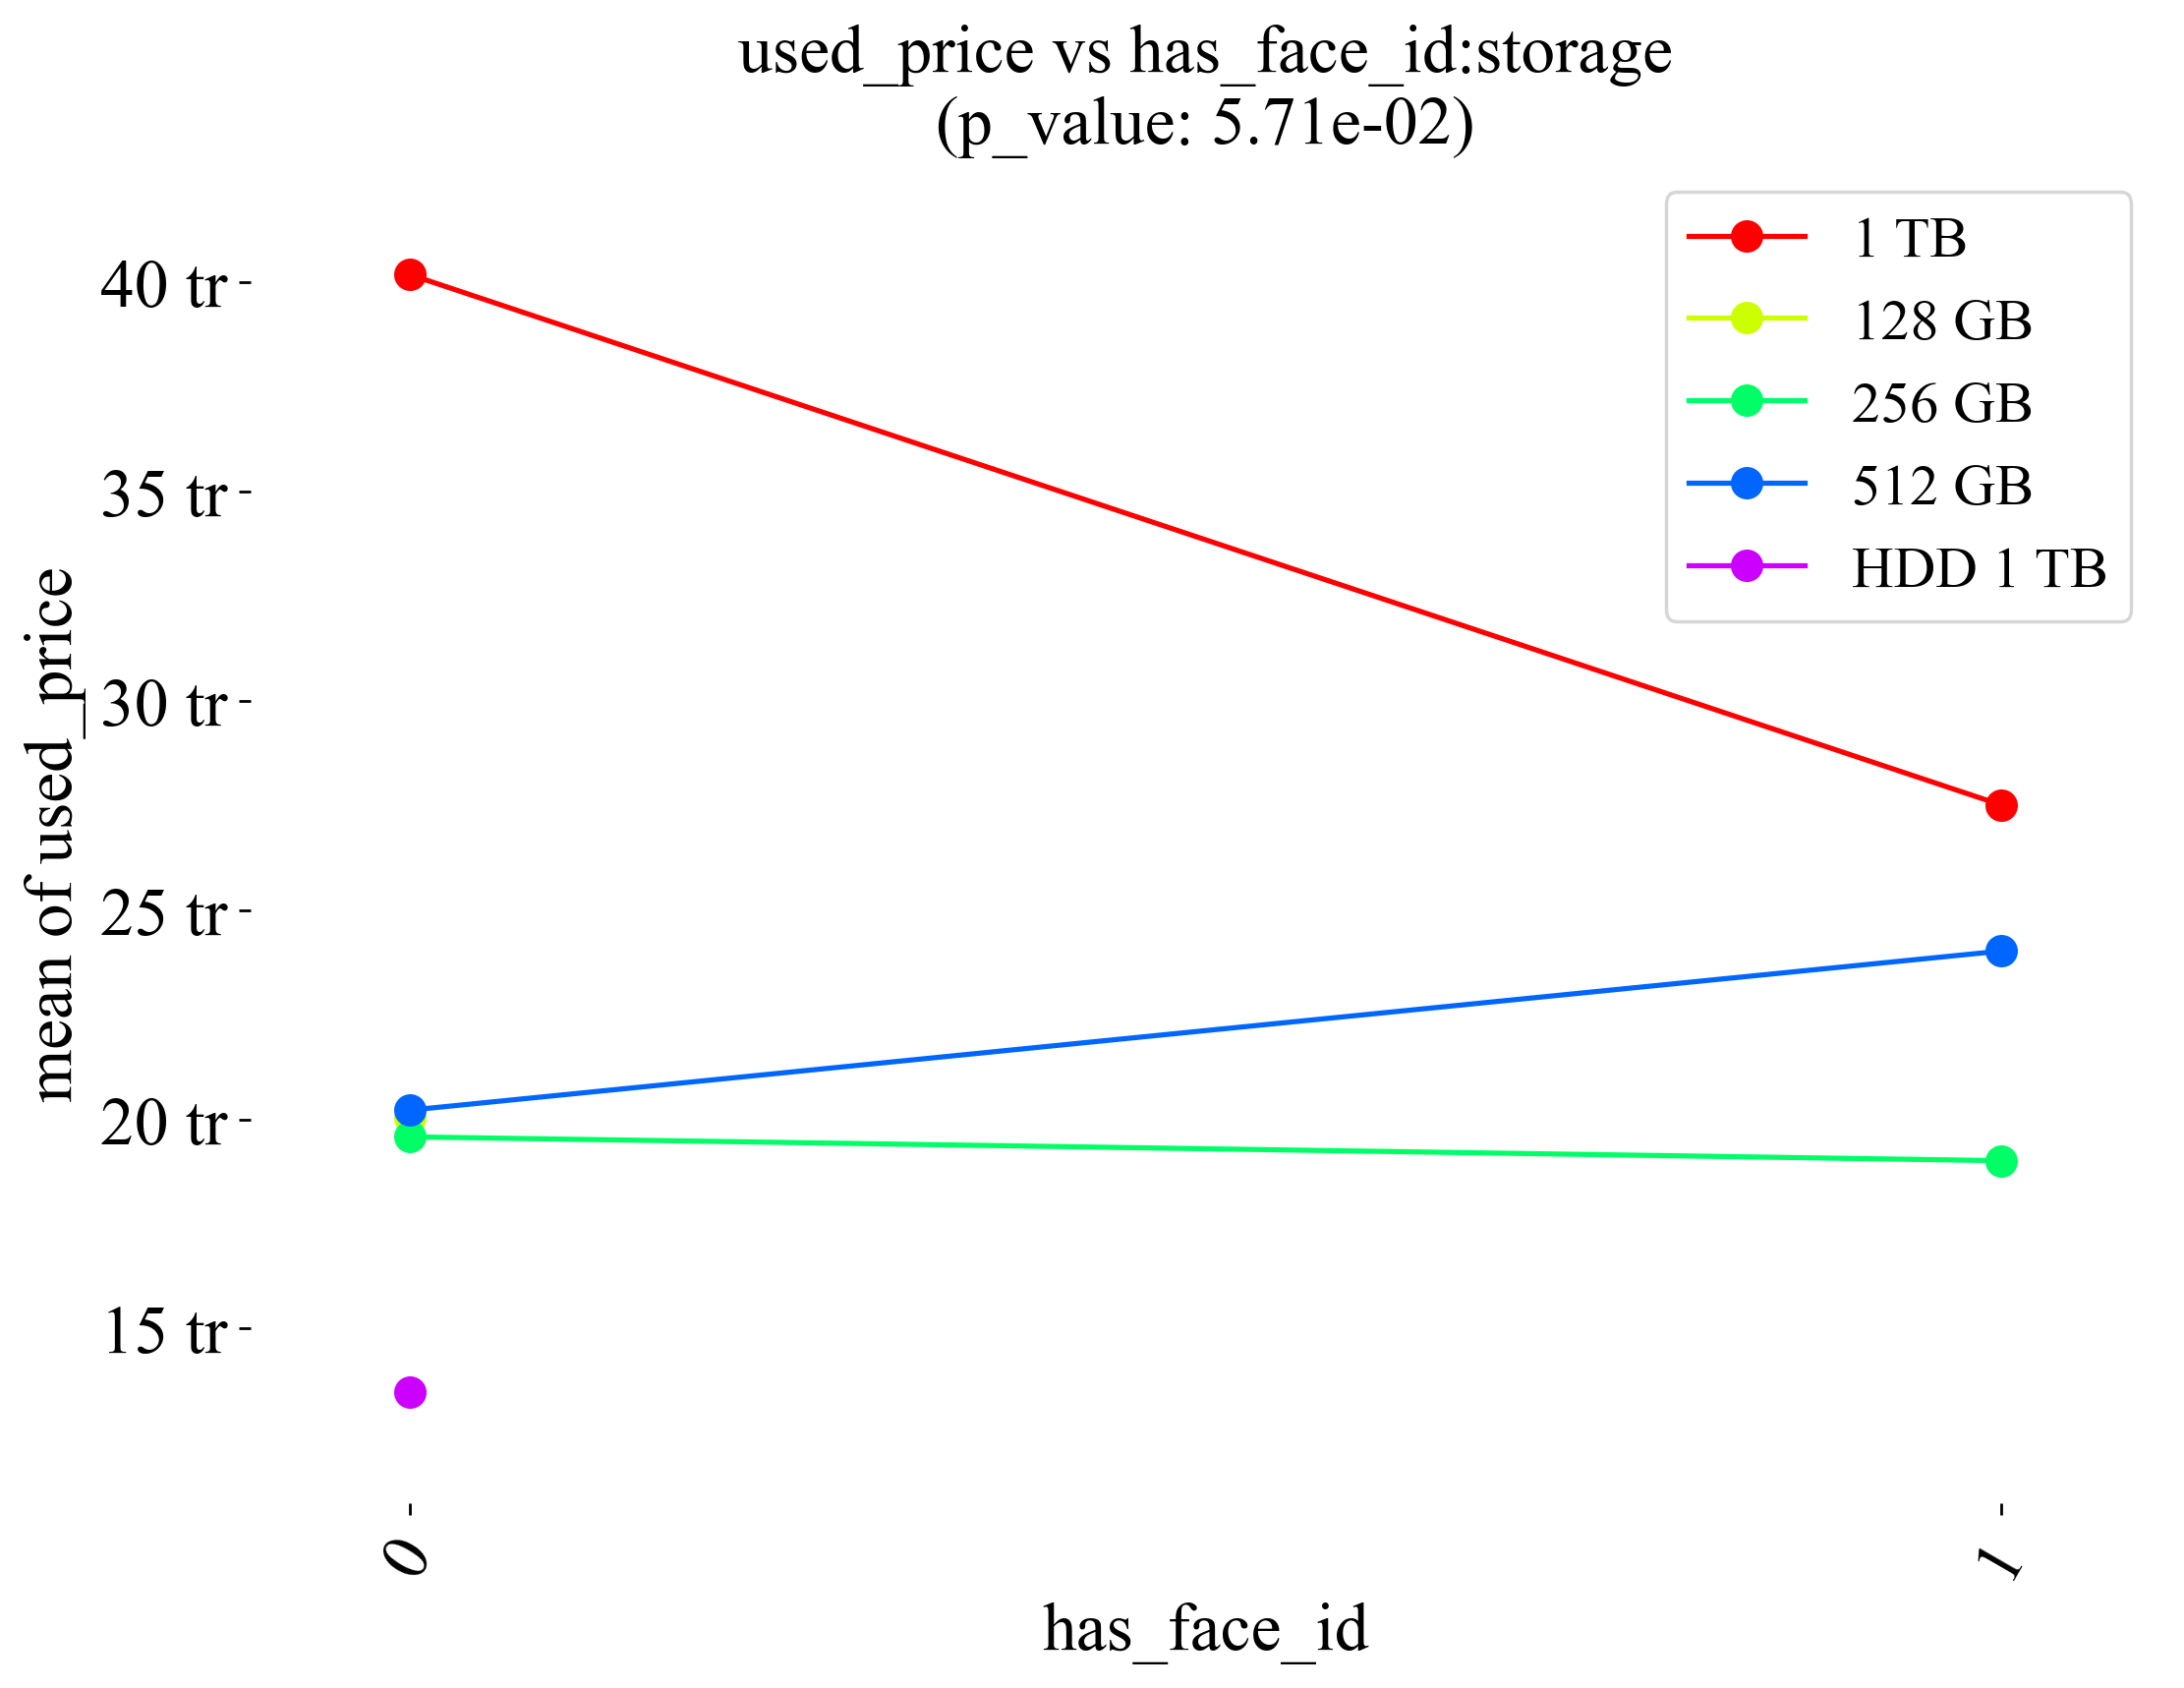 used_price vs has_face_id:storage
(p_value: 5.71e-02)
1 TB
128 GB
256 GB
512 GB
HDD 1 TB
40 tr
35 tr
30 tr
25 tr
20 tr
15 tr
mean of used_price
0
1
has_face_id